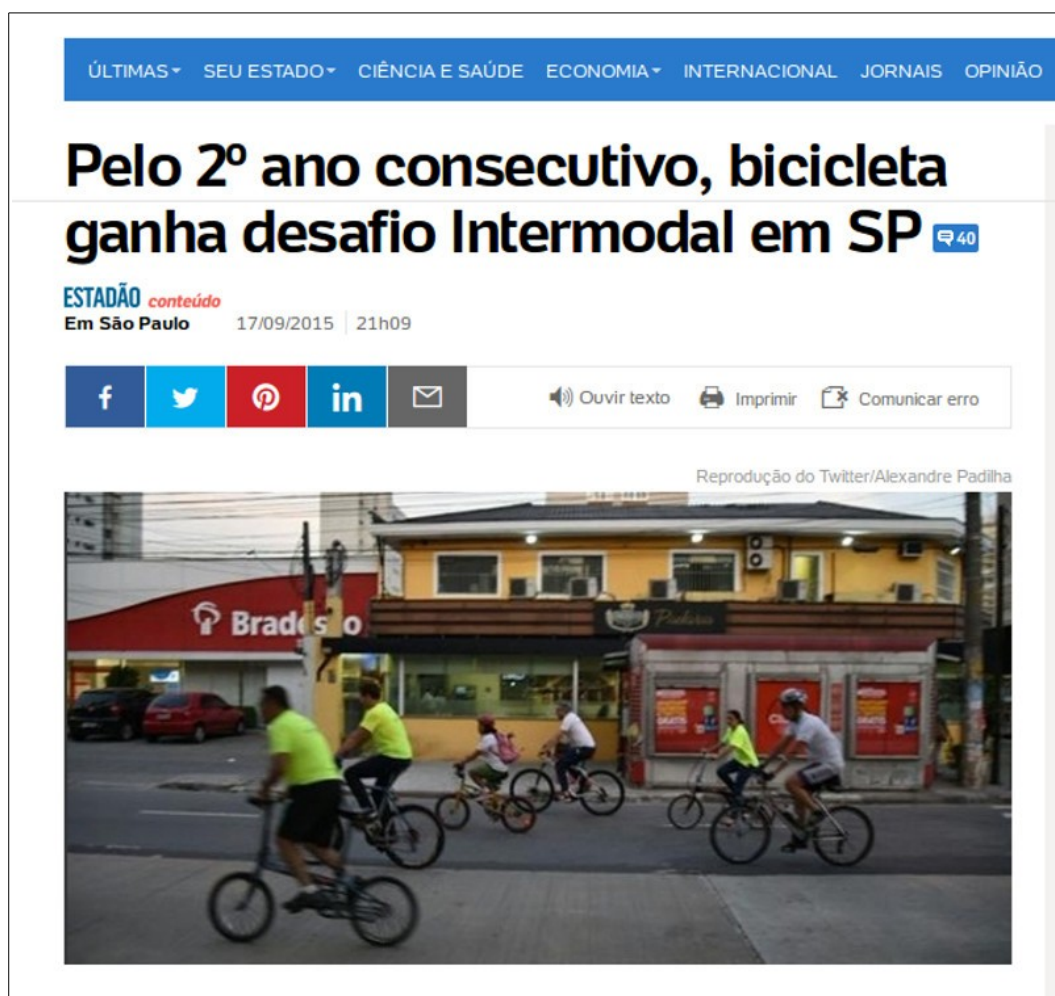 ÚLTIMAS SEU ESTADO CIÊNCIA E SAÚDE ECONOMIA INTERNACIONAL JORNAIS OPINIÃO
Pelo 2º ano consecutivo, bicicleta
ganha desafio Intermodal em SP 40
ESTADÃO conteúdo
Em São Paulo 17/09/2015 21h09
f in Ouvir texto Imprimir Comunicar erro
Reprodução do Twitter/Alexandre Padilha
Bradesco